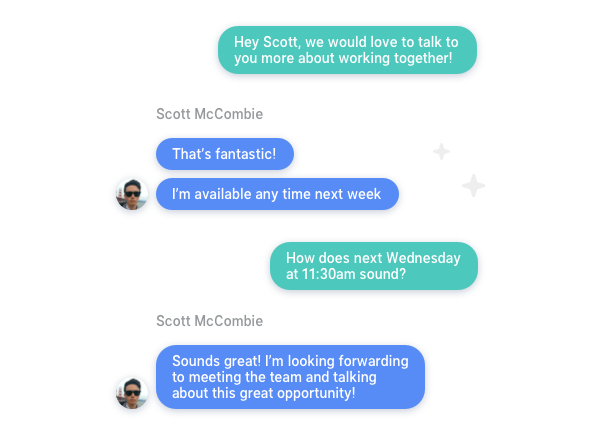 Hey Scott, we would love to talk to
you more about working together!
Scott McCombie
That's fantastic!
I'm available any time next week
How does next Wednesday
at 11:30am sound?
Scott McCombie
Sounds great! I'm looking forwarding
to meeting the team and talking
about this great opportunity!